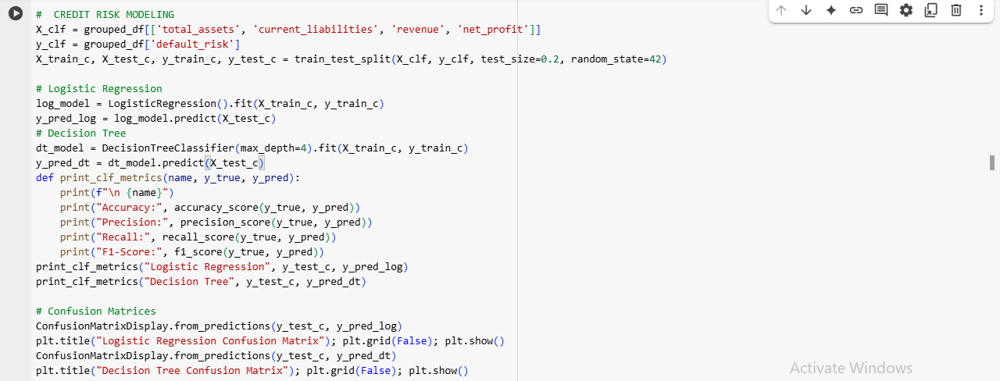 #  CREDIT RISK MODELING
X_clf = grouped_df[['total_assets', 'current_liabilities', 'revenue', 'net_profit']]
y_clf = grouped_df['default_risk']
X_train_c, X_test_c, y_train_c, y_test_c = train_test_split(X_clf, y_clf, test_size=0.2, random_state=42)

# Logistic Regression
log_model = LogisticRegression().fit(X_train_c, y_train_c)
y_pred_log = log_model.predict(X_test_c)
# Decision Tree
dt_model = DecisionTreeClassifier(max_depth=4).fit(X_train_c, y_train_c)
y_pred_dt = dt_model.predict(X_test_c)
def print_clf_metrics(name, y_true, y_pred):
    print(f"\n {name}")
    print("Accuracy:", accuracy_score(y_true, y_pred))
    print("Precision:", precision_score(y_true, y_pred))
    print("Recall:", recall_score(y_true, y_pred))
    print("F1-Score:", f1_score(y_true, y_pred))
print_clf_metrics("Logistic Regression", y_test_c, y_pred_log)
print_clf_metrics("Decision Tree", y_test_c, y_pred_dt)

# Confusion Matrices
ConfusionMatrixDisplay.from_predictions(y_test_c, y_pred_log)
plt.title("Logistic Regression Confusion Matrix"); plt.grid(False); plt.show()
ConfusionMatrixDisplay.from_predictions(y_test_c, y_pred_dt)
plt.title("Decision Tree Confusion Matrix"); plt.grid(False); plt.show()
Activate Windows